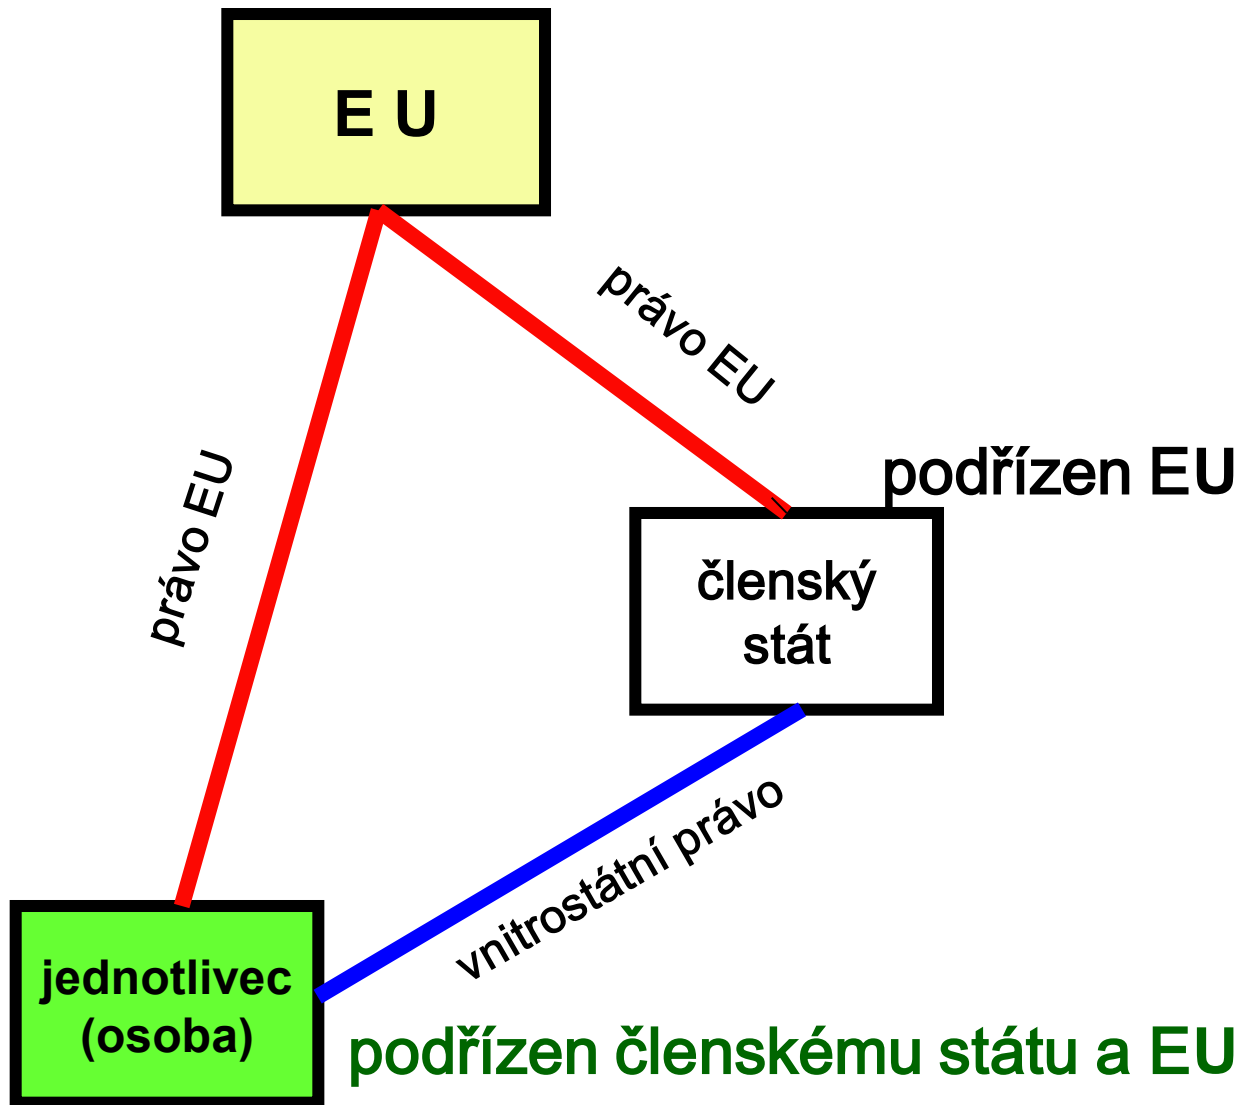 E U
právo EU
právo EU
podřízen EU
členský
stát
vnitrostátní právo
jednotlivec
(osoba)
podřízen členskému státu a EU